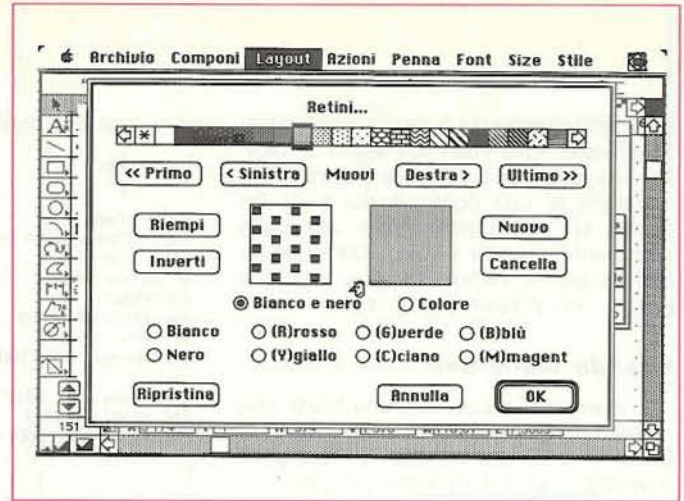 Archivio Componi Layout Azioni Penna Font Size Stile
Retini...
<< Primo < Sinistra Muovi Destra > Ultimo >>
Riempi Nuovo
Inverti Cancella
Bianco e nero Colore
Bianco (R)rosso (G)verde (B)blù
Nero (Y)giallo (C)ciano (M)magent
Ripristina Annulla OK
151